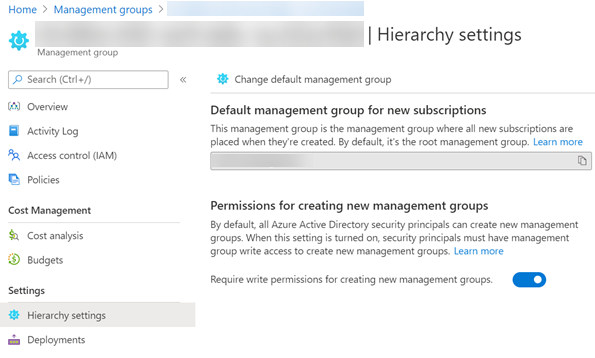 Home > Management groups >
| Hierarchy settings
Management group
Search (Ctrl+/)
«
Overview
Activity Log
Access control (IAM)
Policies
Cost Management
Cost analysis
Budgets
Settings
Hierarchy settings
Deployments
Change default management group
Default management group for new subscriptions
This management group is the management group where all new subscriptions are
placed when they're created. By default, it's the root management group. Learn more
Permissions for creating new management groups
By default, all Azure Active Directory security principals can create new management
groups. When this setting is turned on, security principals must have management
group write access to create new management groups. Learn more
Require write permissions for creating new management groups.